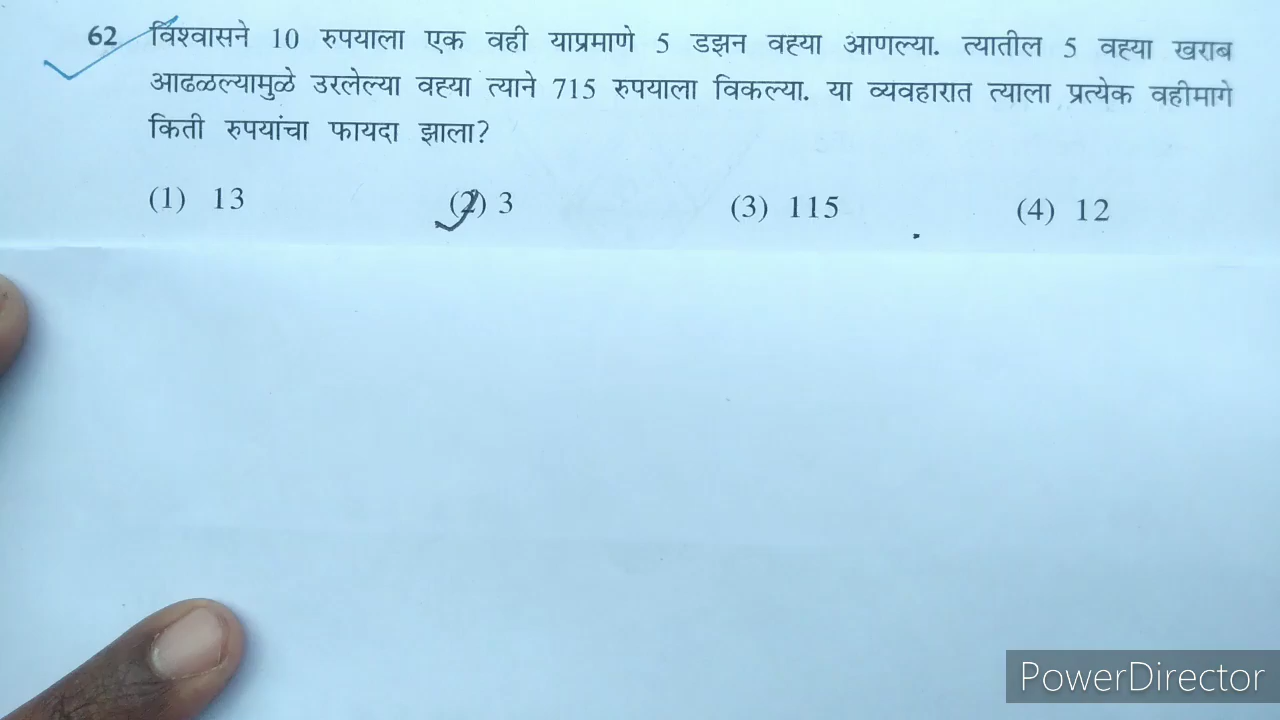 62 विश्वासने 10 रुपयाला एक वही याप्रमाणे 5 डझन वह्या आणल्या. त्यातील 5 वह्या खराब
आढळल्यामुळे उरलेल्या वह्या त्याने 715 रुपयाला विकल्या. या व्यवहारात त्याला प्रत्येक वहीमागे
किती रुपयांचा फायदा झाला?
(1) 13 (2) 3 (3) 115 (4) 12
PowerDirector